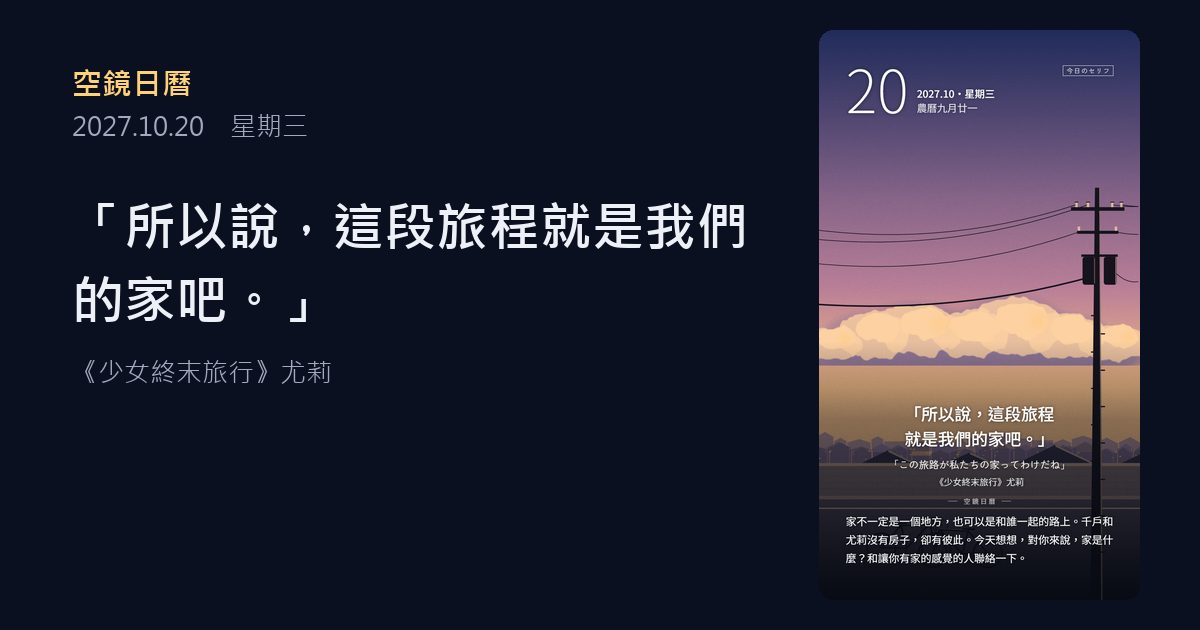 空鏡日曆
2027.10.20 星期三
「所以說，這段旅程就是我們
的家吧。」
《少女終末旅行》尤莉
20
2027.10・星期三
農曆九月廿一
今日のセリフ
「所以說，這段旅程
就是我們的家吧。」
「この旅路が私たちの家ってわけだね」
《少女終末旅行》尤莉
— 空鏡日曆 —
家不一定是一個地方，也可以是和誰一起的路上。千戶和
尤莉沒有房子，卻有彼此。今天想想，對你來說，家是什
麼？和讓你有家的感覺的人聯絡一下。